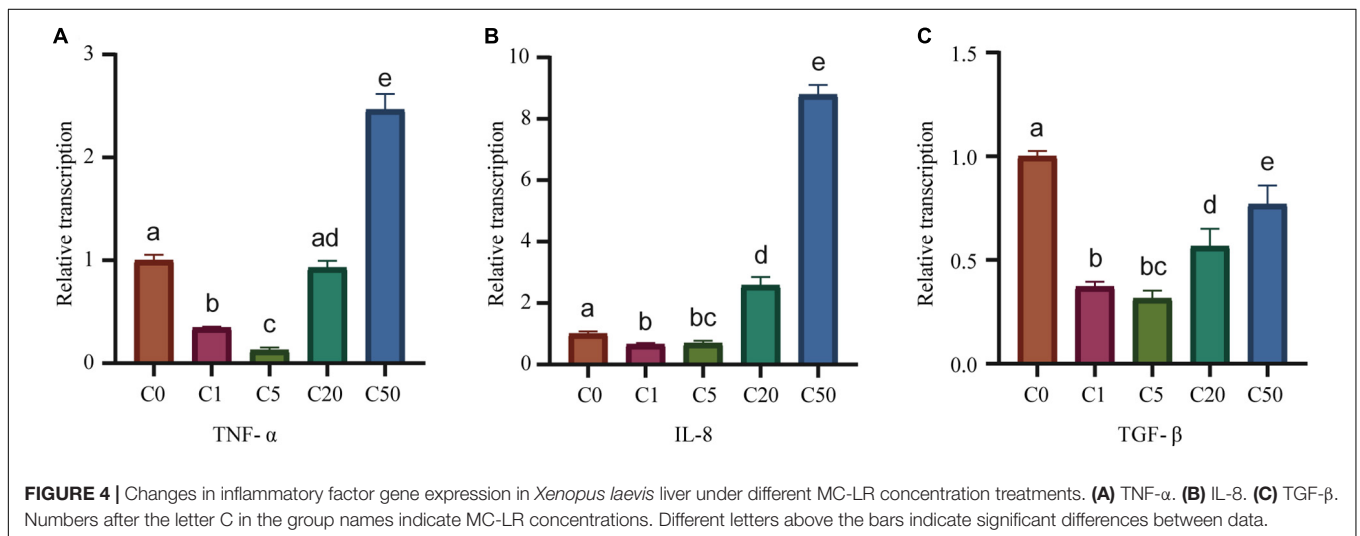 A
Relative transcription
3
2
1
0
a
b
c
ad
e
C0 C1 C5 C20 C50
TNF- α
B
Relative transcription
10
8
6
4
2
0
a
b
bc
d
e
C0 C1 C5 C20 C50
IL-8
C
Relative transcription
1.5
1.0
0.5
0.0
a
b
bc
d
e
C0 C1 C5 C20 C50
TGF- β
FIGURE 4 | Changes in inflammatory factor gene expression in Xenopus laevis liver under different MC-LR concentration treatments. (A) TNF-α. (B) IL-8. (C) TGF-β.
Numbers after the letter C in the group names indicate MC-LR concentrations. Different letters above the bars indicate significant differences between data.